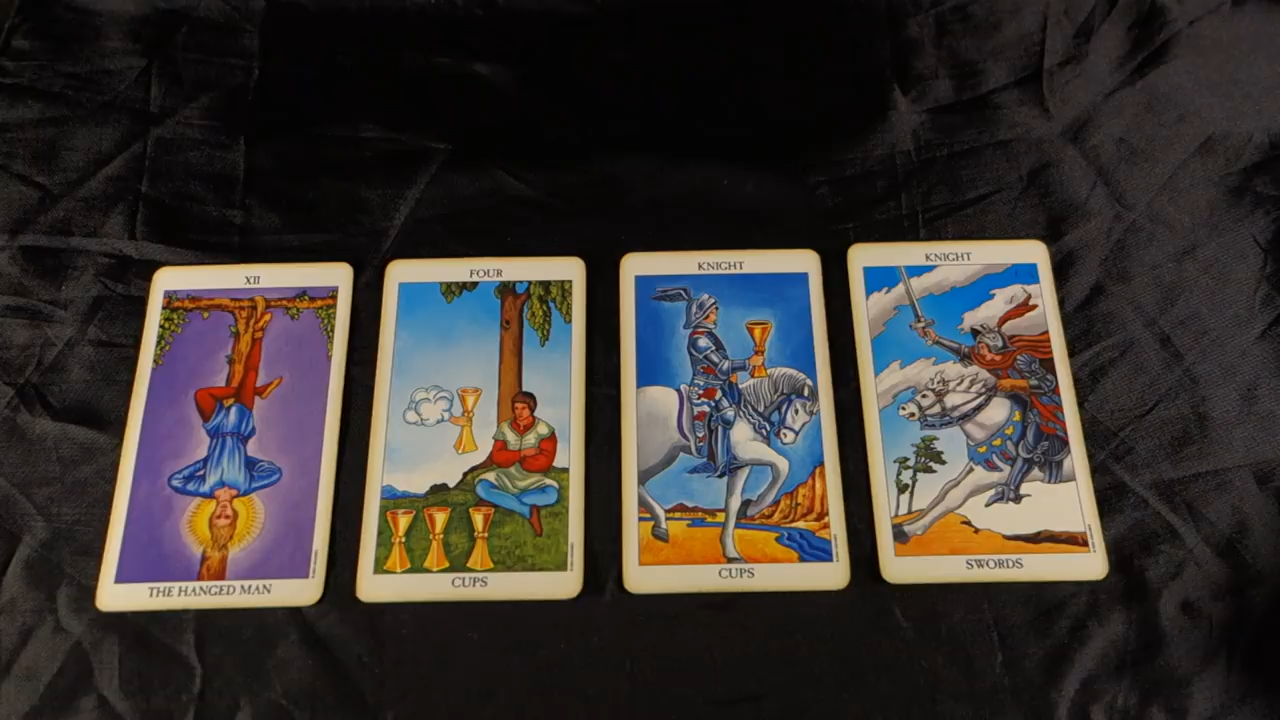 XII
THE HANGED MAN
FOUR
CUPS
KNIGHT
CUPS
KNIGHT
SWORDS